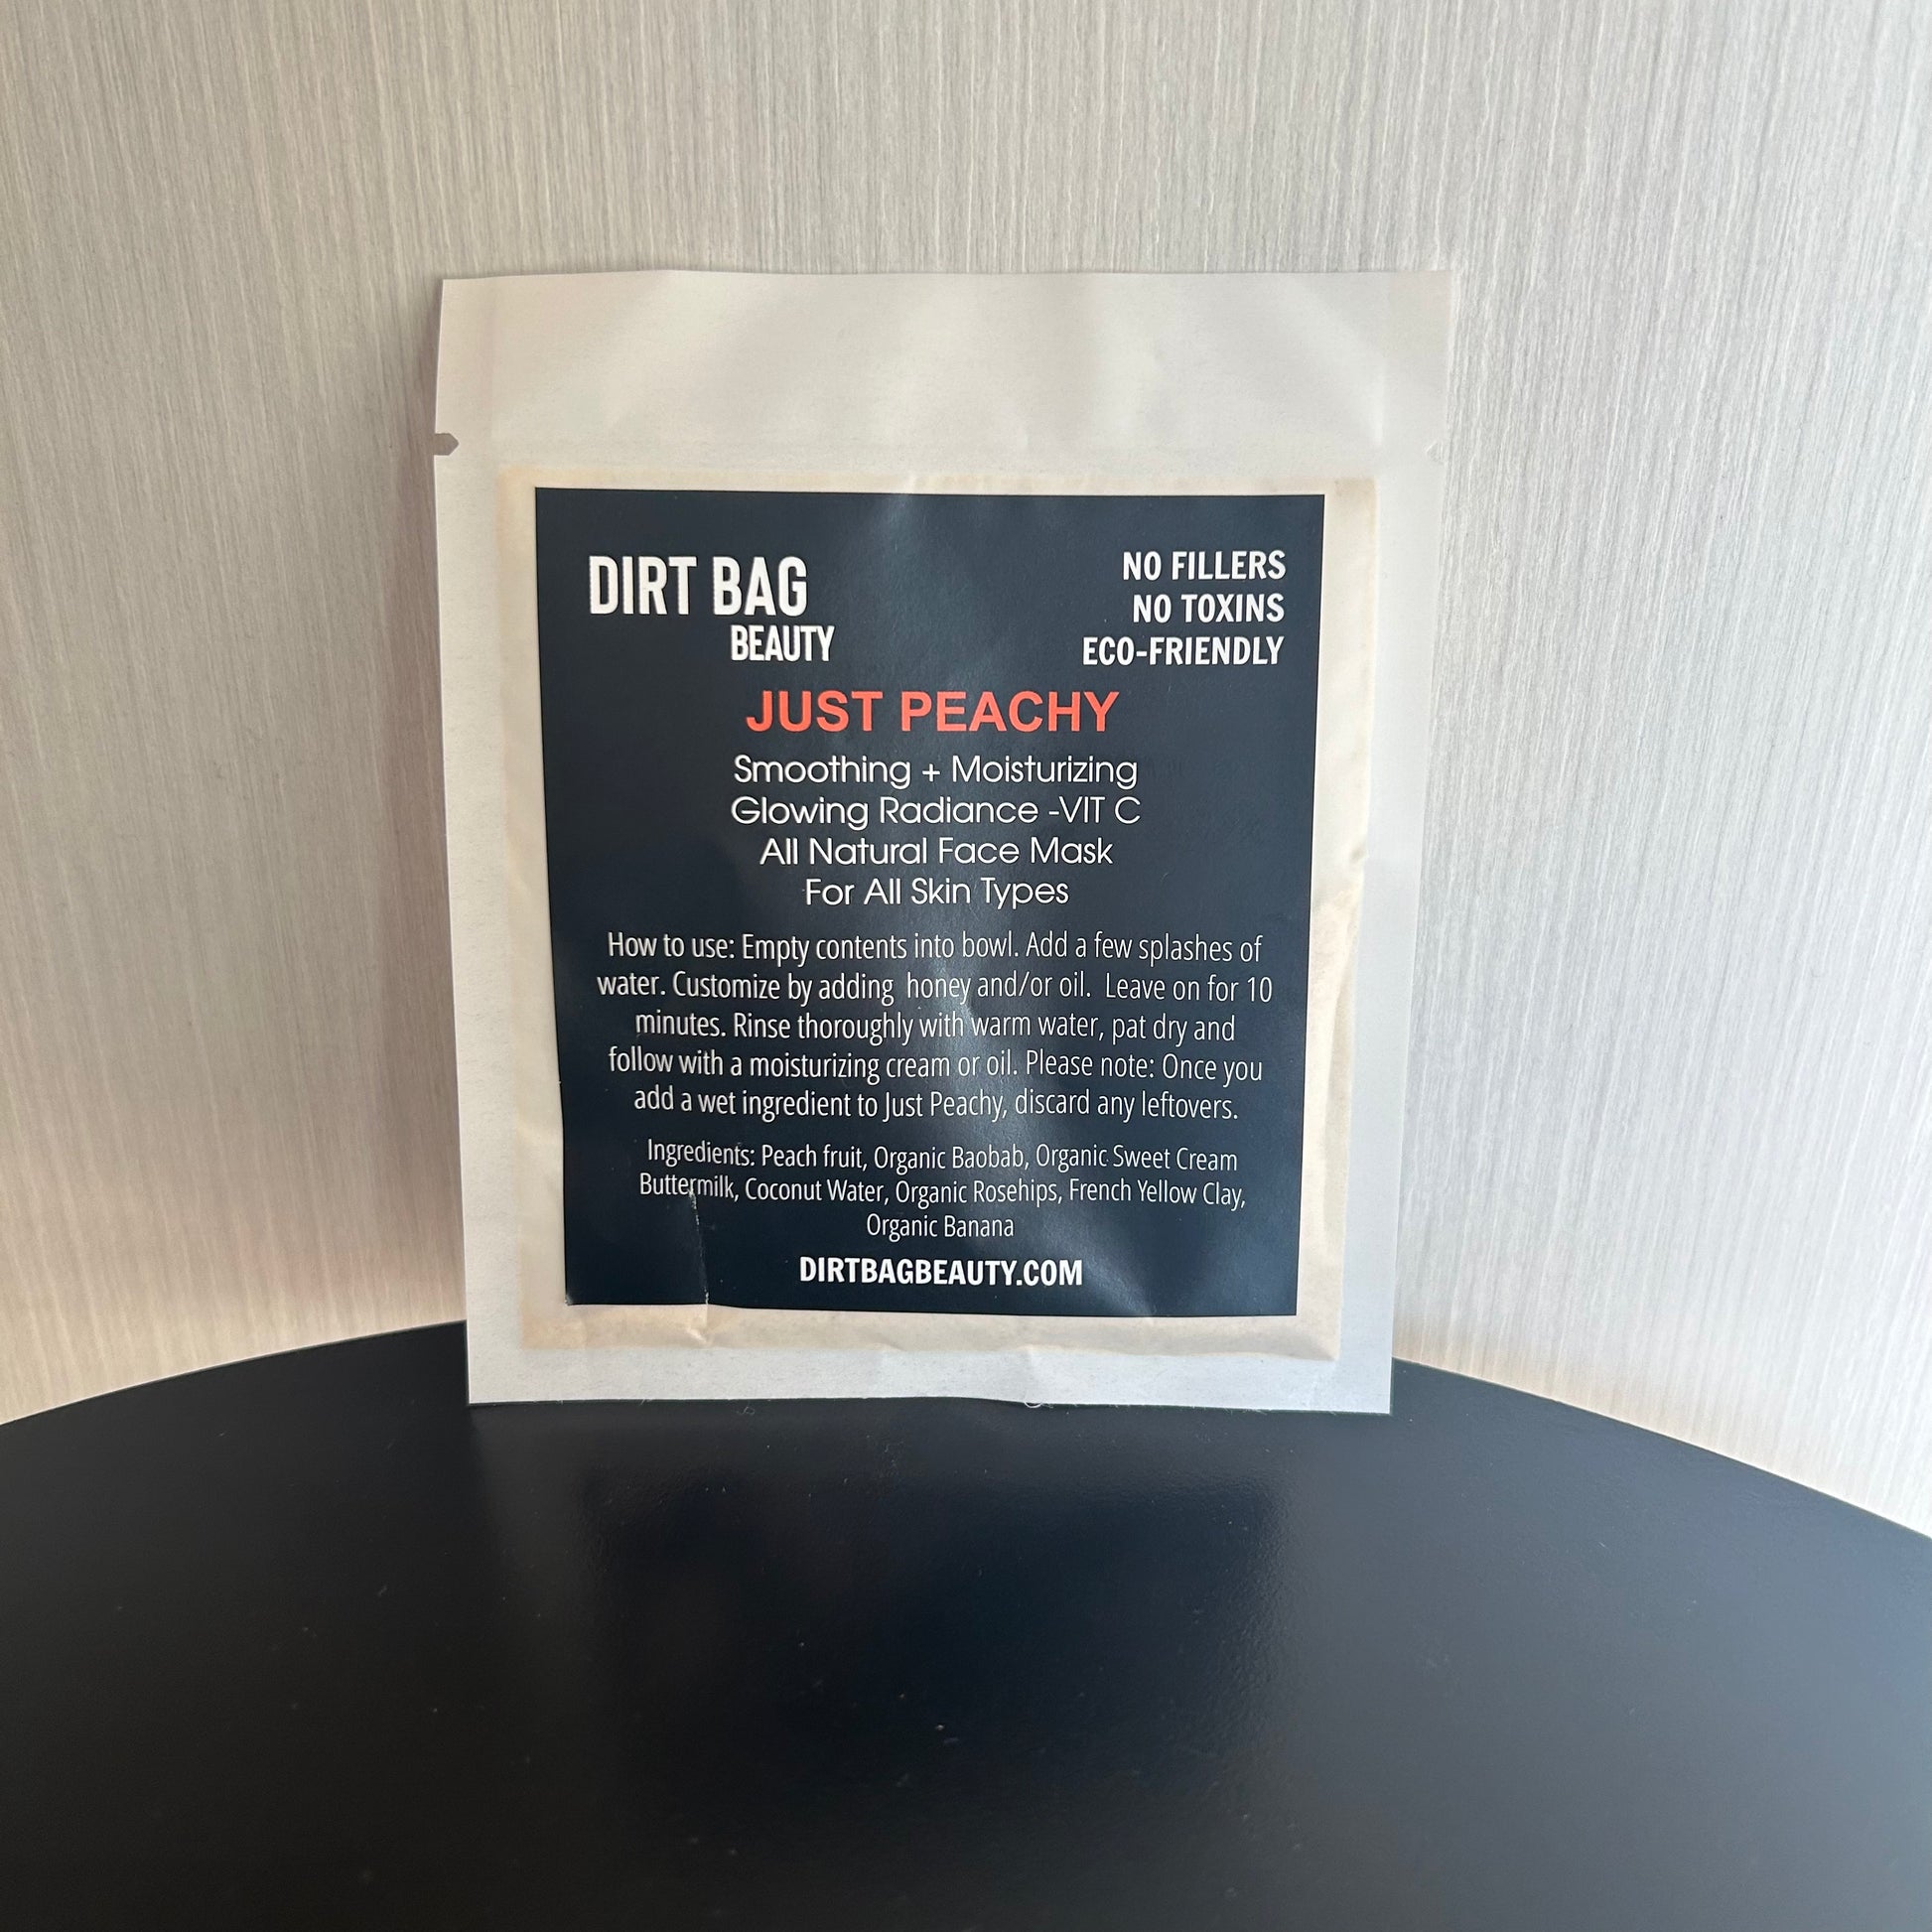 DIRT BAG
BEAUTY
NO FILLERS
NO TOXINS
ECO-FRIENDLY
JUST PEACHY
Smoothing + Moisturizing
Glowing Radiance -VIT C
All Natural Face Mask
For All Skin Types
How to use: Empty contents into bowl. Add a few splashes of
water. Customize by adding honey and/or oil. Leave on for 10
minutes. Rinse thoroughly with warm water, pat dry and
follow with a moisturizing cream or oil. Please note: Once you
add a wet ingredient to Just Peachy, discard any leftovers.
Ingredients: Peach fruit, Organic Baobab, Organic Sweet Cream
Buttermilk, Coconut Water, Organic Rosehips, French Yellow Clay,
Organic Banana
DIRTBAGBEAUTY.COM